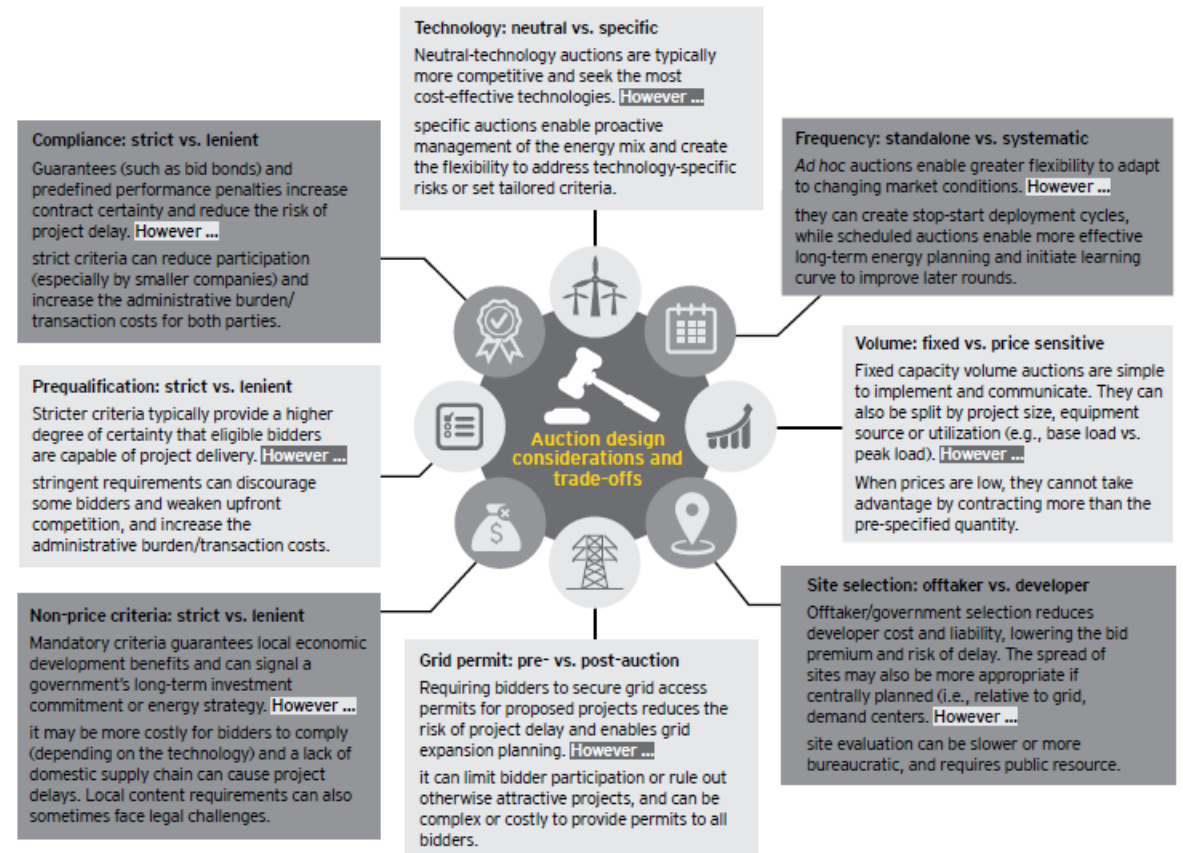 Technology: neutral vs. specific
Neutral-technology auctions are typically
more competitive and seek the most
cost-effective technologies. However ...
specific auctions enable proactive
management of the energy mix and create
the flexibility to address technology-specific
risks or set tailored criteria.
Compliance: strict vs. lenient
Guarantees (such as bid bonds) and
predefined performance penalties increase
contract certainty and reduce the risk of
project delay. However ...
strict criteria can reduce participation
(especially by smaller companies) and
increase the administrative burden/
transaction costs for both parties.
Frequency: standalone vs. systematic
Ad hoc auctions enable greater flexibility to adapt
to changing market conditions. However ...
they can create stop-start deployment cycles,
while scheduled auctions enable more effective
long-term energy planning and initiate learning
curve to improve later rounds.
Prequalification: strict vs. lenient
Stricter criteria typically provide a higher
degree of certainty that eligible bidders
are capable of project delivery. However ...
stringent requirements can discourage
some bidders and weaken upfront
competition, and increase the
administrative burden/transaction costs.
Auction design
considerations and
trade-offs
$
Volume: fixed vs. price sensitive
Fixed capacity volume auctions are simple
to implement and communicate. They can
also be split by project size, equipment
source or utilization (e.g., base load vs.
peak load). However ...
When prices are low, they cannot take
advantage by contracting more than the
pre-specified quantity.
Non-price criteria: strict vs. lenient
Mandatory criteria guarantees local economic
development benefits and can signal a
government's long-term investment
commitment or energy strategy. However ...
it may be more costly for bidders to comply
(depending on the technology) and a lack of
domestic supply chain can cause project
delays. Local content requirements can also
sometimes face legal challenges.
Grid permit: pre- vs. post-auction
Requiring bidders to secure grid access
permits for proposed projects reduces the
risk of project delay and enables grid
expansion planning. However ...
it can limit bidder participation or rule out
otherwise attractive projects, and can be
complex or costly to provide permits to all
bidders.
Site selection: offtaker vs. developer
Offtaker/government selection reduces
developer cost and liability, lowering the bid
premium and risk of delay. The spread of
sites may also be more appropriate if
centrally planned (i.e., relative to grid,
demand centers. However ...
site evaluation can be slower or more
bureaucratic, and requires public resource.